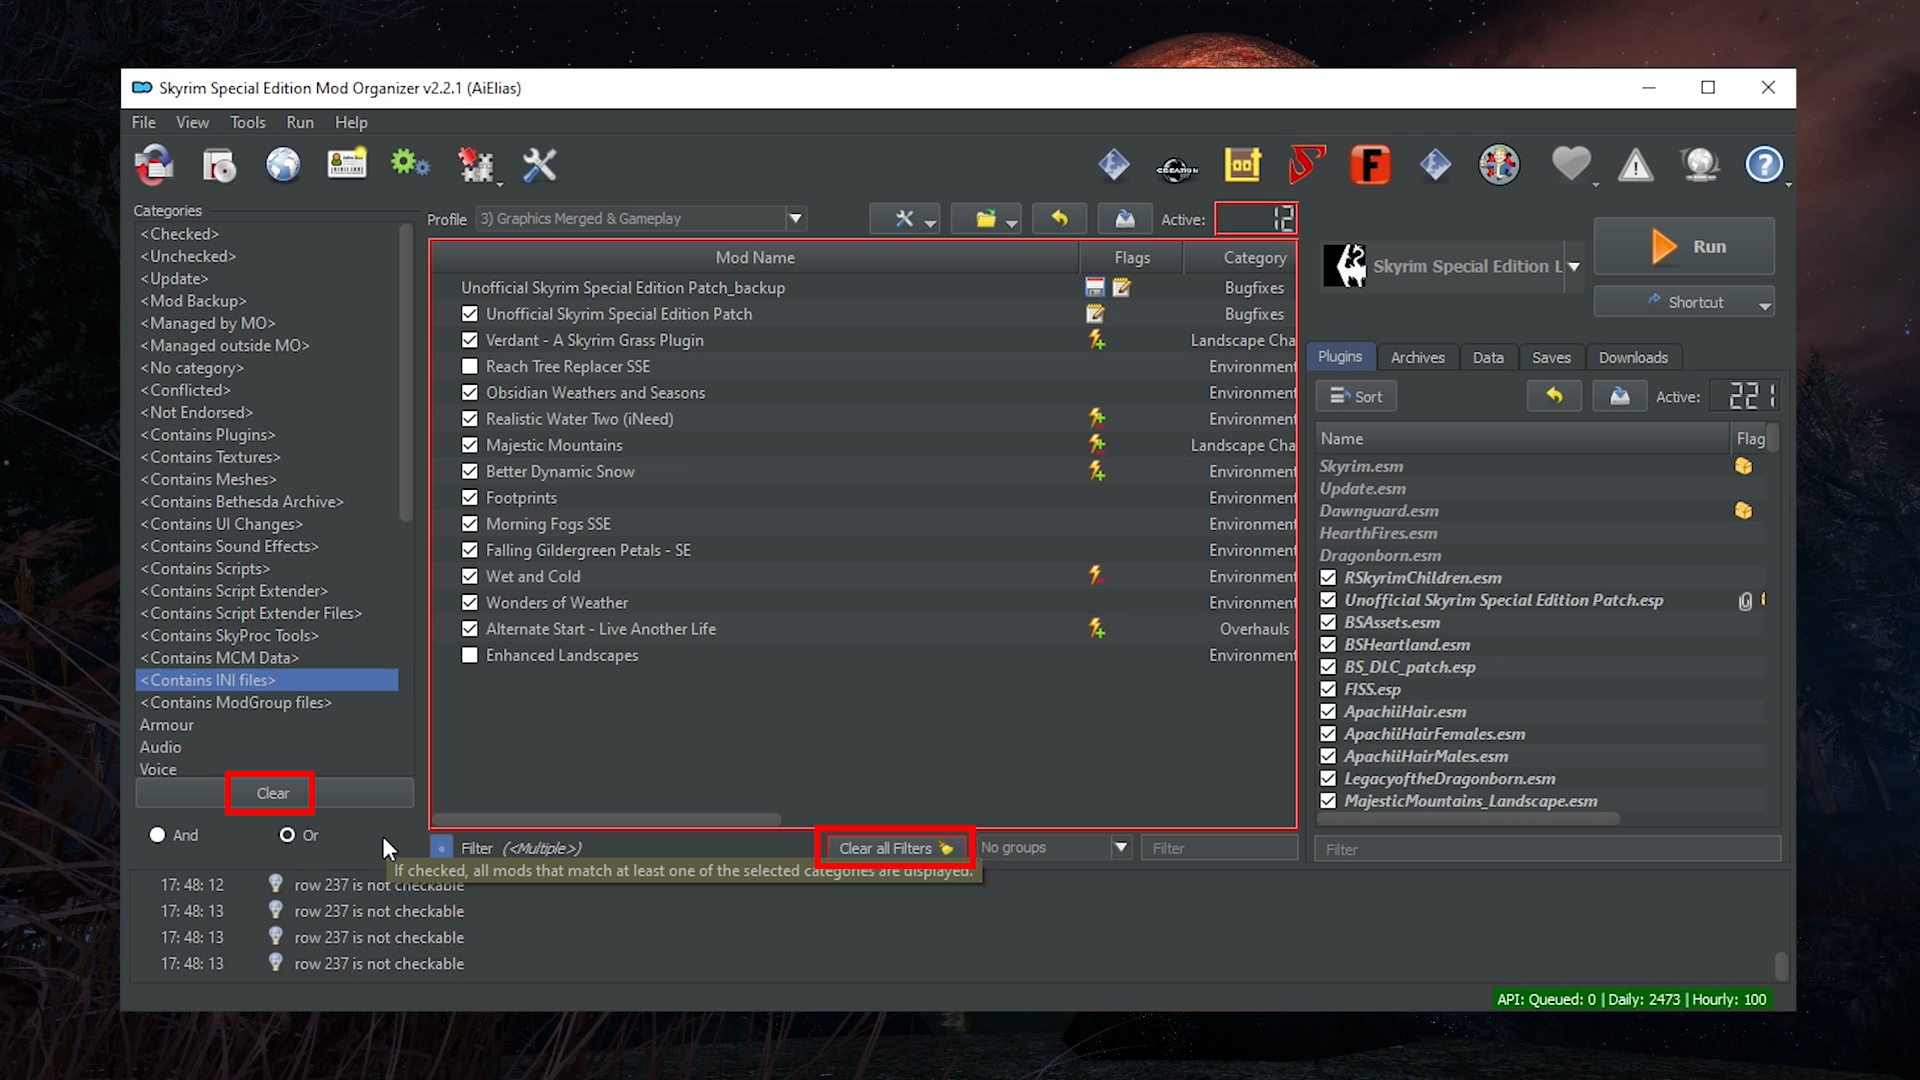 Skyrim Special Edition Mod Organizer v2.2.1 (AiElias)
File View Tools Run Help
CREATION
LOOT
F
Categories
<Checked>
<Unchecked>
<Update>
<Mod Backup>
<Managed by MO>
<Managed outside MO>
<No category>
<Conflicted>
<Not Endorsed>
<Contains Plugins>
<Contains Textures>
<Contains Meshes>
<Contains Bethesda Archive>
<Contains UI Changes>
<Contains Sound Effects>
<Contains Scripts>
<Contains Script Extender>
<Contains Script Extender Files>
<Contains SkyProc Tools>
<Contains MCM Data>
<Contains INI files>
<Contains ModGroup files>
Armour
Audio
Voice
Clear
And Or
Profile 3) Graphics Merged & Gameplay Active: 12
Mod Name Flags Category
Unofficial Skyrim Special Edition Patch_backup Bugfixes
Unofficial Skyrim Special Edition Patch Bugfixes
Verdant - A Skyrim Grass Plugin Landscape Cha
Reach Tree Replacer SSE Environment
Obsidian Weathers and Seasons Environment
Realistic Water Two (iNeed) Environment
Majestic Mountains Landscape Cha
Better Dynamic Snow Environment
Footprints Environment
Morning Fogs SSE Environment
Falling Gildergreen Petals - SE Environment
Wet and Cold Environment
Wonders of Weather Environment
Alternate Start - Live Another Life Overhauls
Enhanced Landscapes Environment
« Filter (<Multiple>) Clear all Filters No groups Filter
If checked, all mods that match at least one of the selected categories are displayed.
Skyrim Special Edition L Run
Shortcut
Plugins Archives Data Saves Downloads
Sort Active: 221
Name Flag
Skyrim.esm
Update.esm
Dawnguard.esm
HearthFires.esm
Dragonborn.esm
RSkyrimChildren.esm
Unofficial Skyrim Special Edition Patch.esp
BSAssets.esm
BSHeartland.esm
BS_DLC_patch.esp
FISS.esp
ApachiiHair.esm
ApachiiHairFemales.esm
ApachiiHairMales.esm
LegacyoftheDragonborn.esm
MajesticMountains_Landscape.esm
Filter
17:48:12 row 237 is not checkable
17:48:13 row 237 is not checkable
17:48:13 row 237 is not checkable
17:48:13 row 237 is not checkable
API: Queued: 0 | Daily: 2473 | Hourly: 100